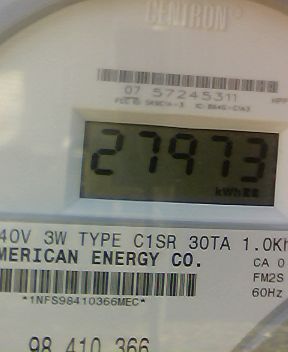 CENTRON®
07 57245311
27973
kWh
40V 3W TYPE C1SR 30TA 1.0Kh
MERICAN ENERGY CO.
CA 0
FM2S
60Hz
*1NFS98410366MEC*
98 410 366